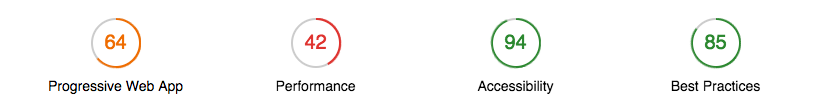 64 42 94 85
Progressive Web App Performance Accessibility Best Practices